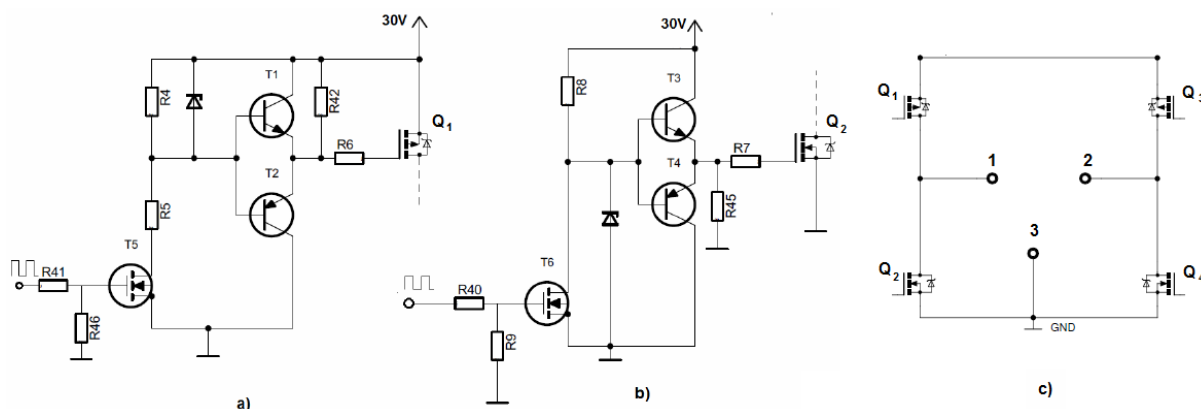 30V
T1
R4
R42
Q1
R6
T2
R5
T5
R41
R46
a)
30V
R8
T3
Q2
T4
R7
R45
T6
R40
R9
b)
Q1
Q3
1
2
3
Q2
Q4
GND
c)